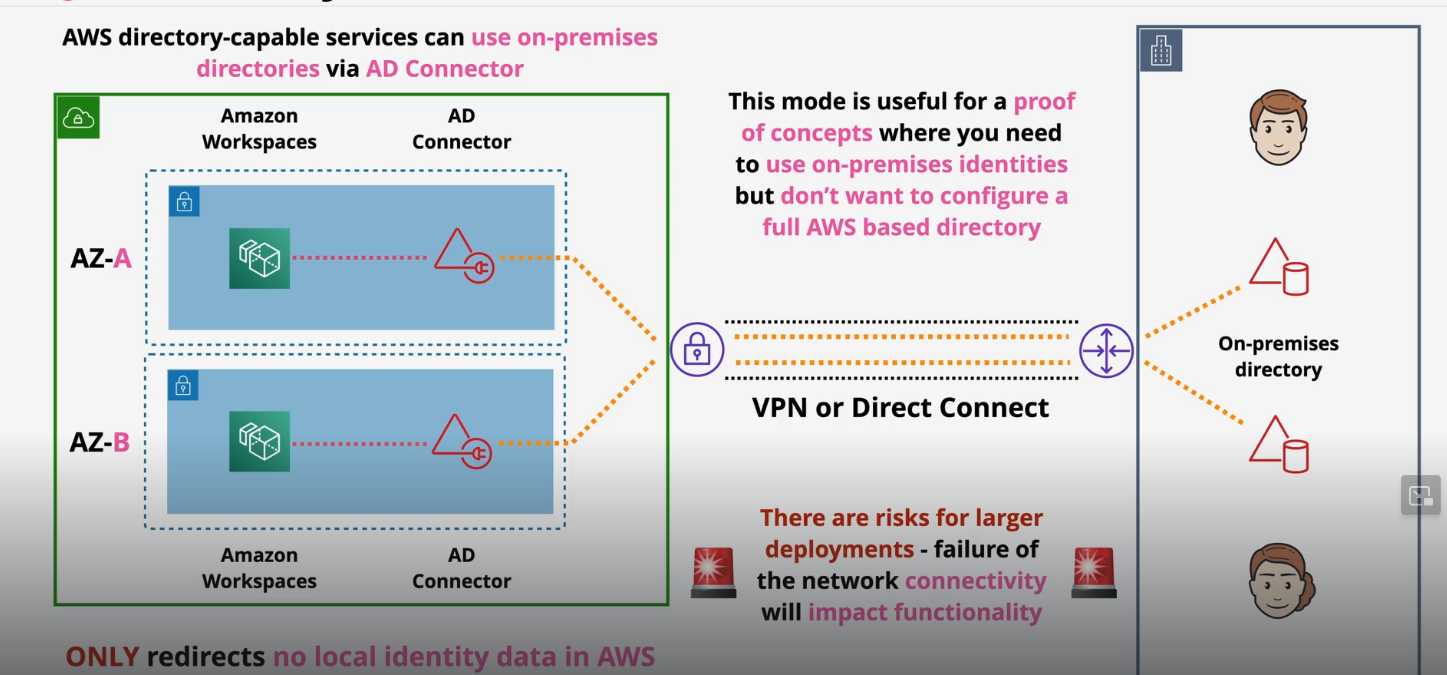 AWS directory-capable services can use on-premises
directories via AD Connector
Amazon
Workspaces
AD
Connector
AZ-A
AZ-B
Amazon
Workspaces
AD
Connector
ONLY redirects no local identity data in AWS
This mode is useful for a proof
of concepts where you need
to use on-premises identities
but don’t want to configure a
full AWS based directory
VPN or Direct Connect
There are risks for larger
deployments - failure of
the network connectivity
will impact functionality
On-premises
directory